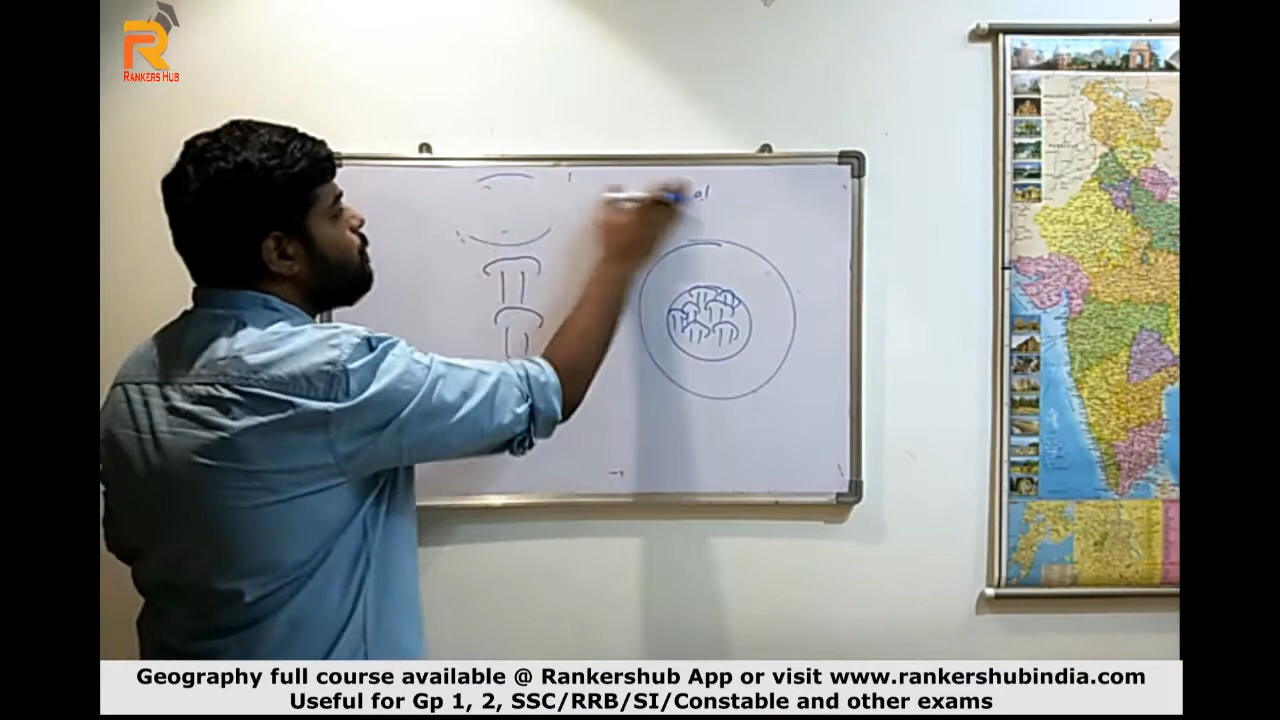 RANKERS HUB
Geography full course available @ Rankershub App or visit www.rankershubindia.com
Useful for Gp 1, 2, SSC/RRB/SI/Constable and other exams